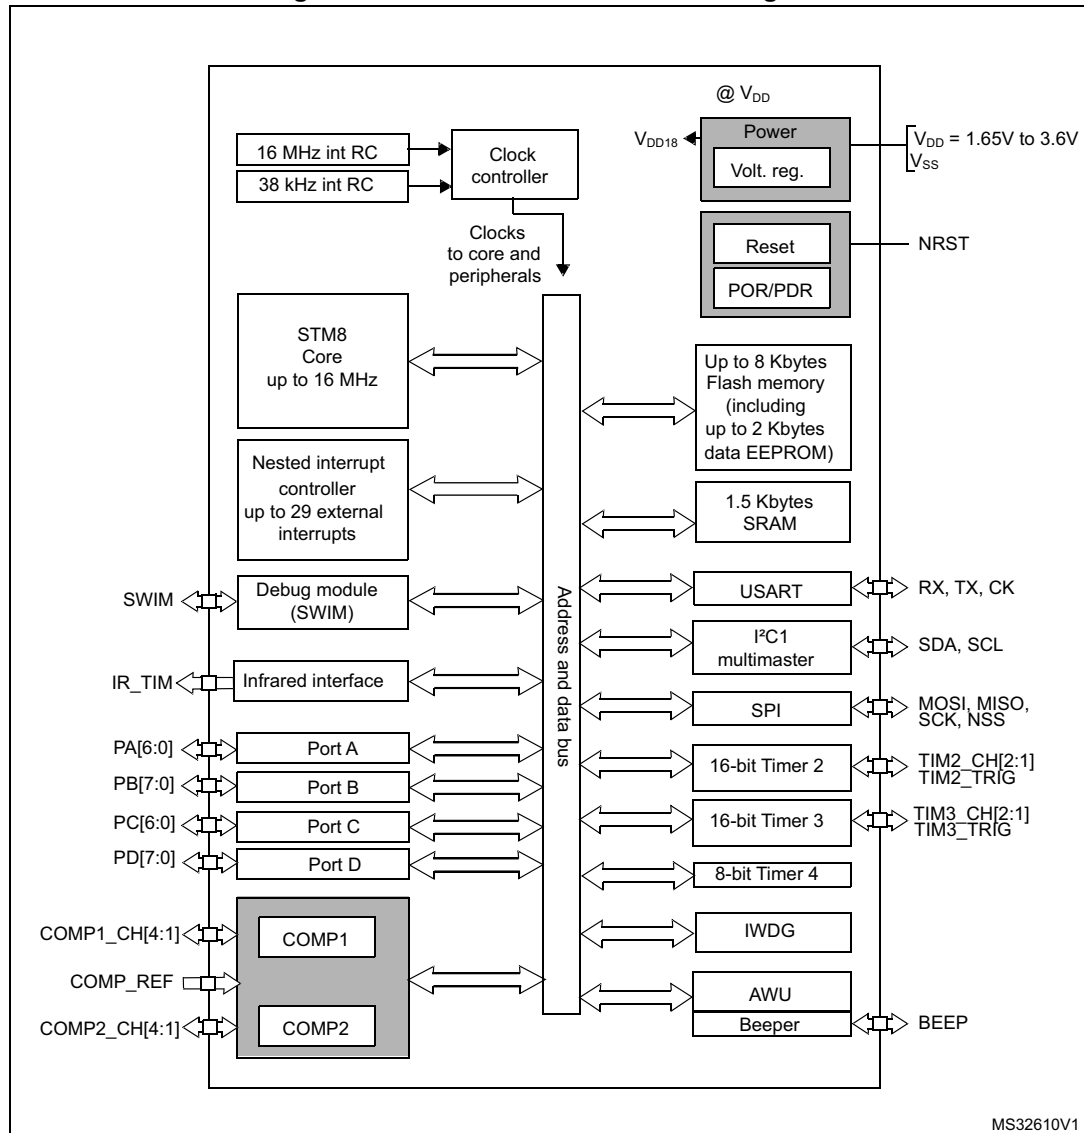 @ VDD
VDD18
Power
Volt. reg.
VDD = 1.65V to 3.6V
VSS
16 MHz int RC
38 kHz int RC
Clock
controller
Reset
POR/PDR
NRST
Clocks
to core and
peripherals
STM8
Core
up to 16 MHz
Up to 8 Kbytes
Flash memory
(including
up to 2 Kbytes
data EEPROM)
Nested interrupt
controller
up to 29 external
interrupts
1.5 Kbytes
SRAM
SWIM
Debug module
(SWIM)
Address and data bus
USART
RX, TX, CK
I²C1
multimaster
SDA, SCL
IR_TIM
Infrared interface
SPI
MOSI, MISO,
SCK, NSS
PA[6:0]
Port A
16-bit Timer 2
TIM2_CH[2:1]
TIM2_TRIG
PB[7:0]
Port B
PC[6:0]
Port C
16-bit Timer 3
TIM3_CH[2:1]
TIM3_TRIG
PD[7:0]
Port D
8-bit Timer 4
COMP1_CH[4:1]
COMP1
IWDG
COMP_REF
AWU
COMP2_CH[4:1]
COMP2
Beeper
BEEP
MS32610V1